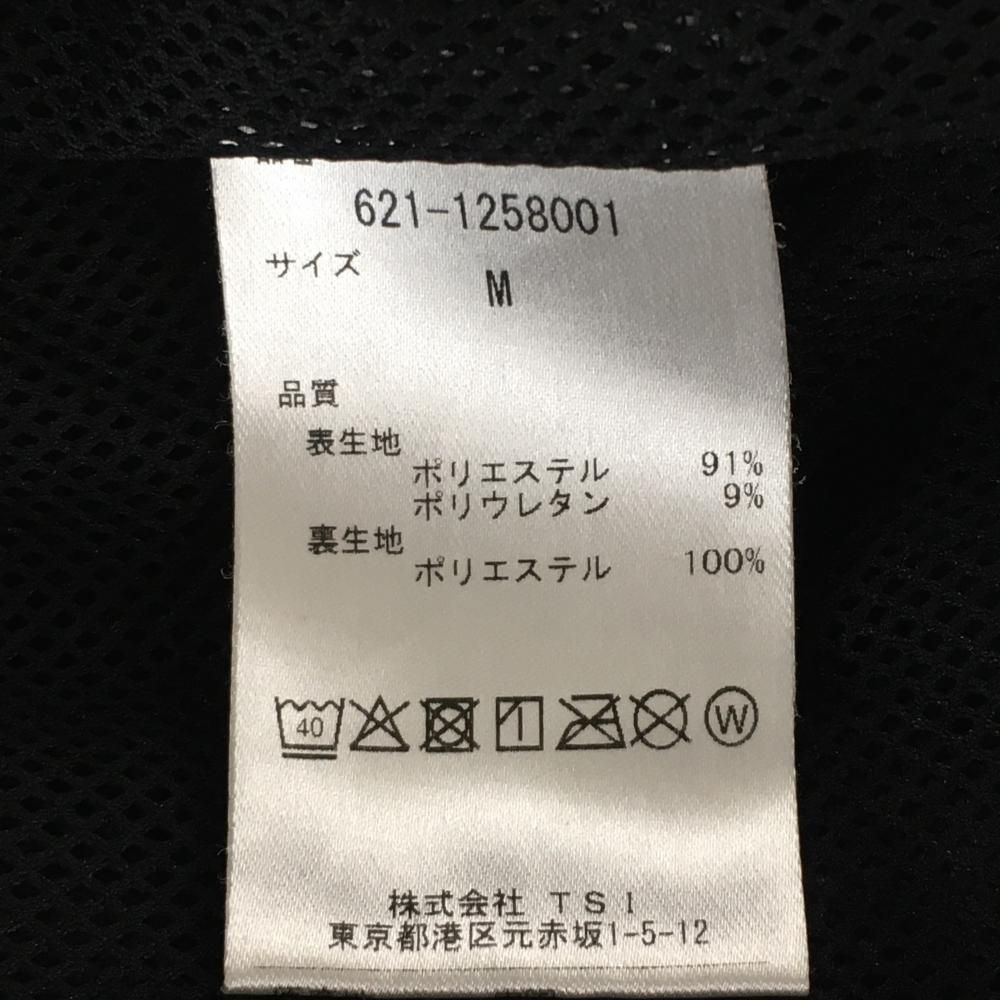 621-1258001
サイズ
M
品質
表生地
ポリエステル 91%
ポリウレタン 9%
裏生地
ポリエステル 100%
40
W
株式会社 TSI
東京都港区元赤坂1-5-12